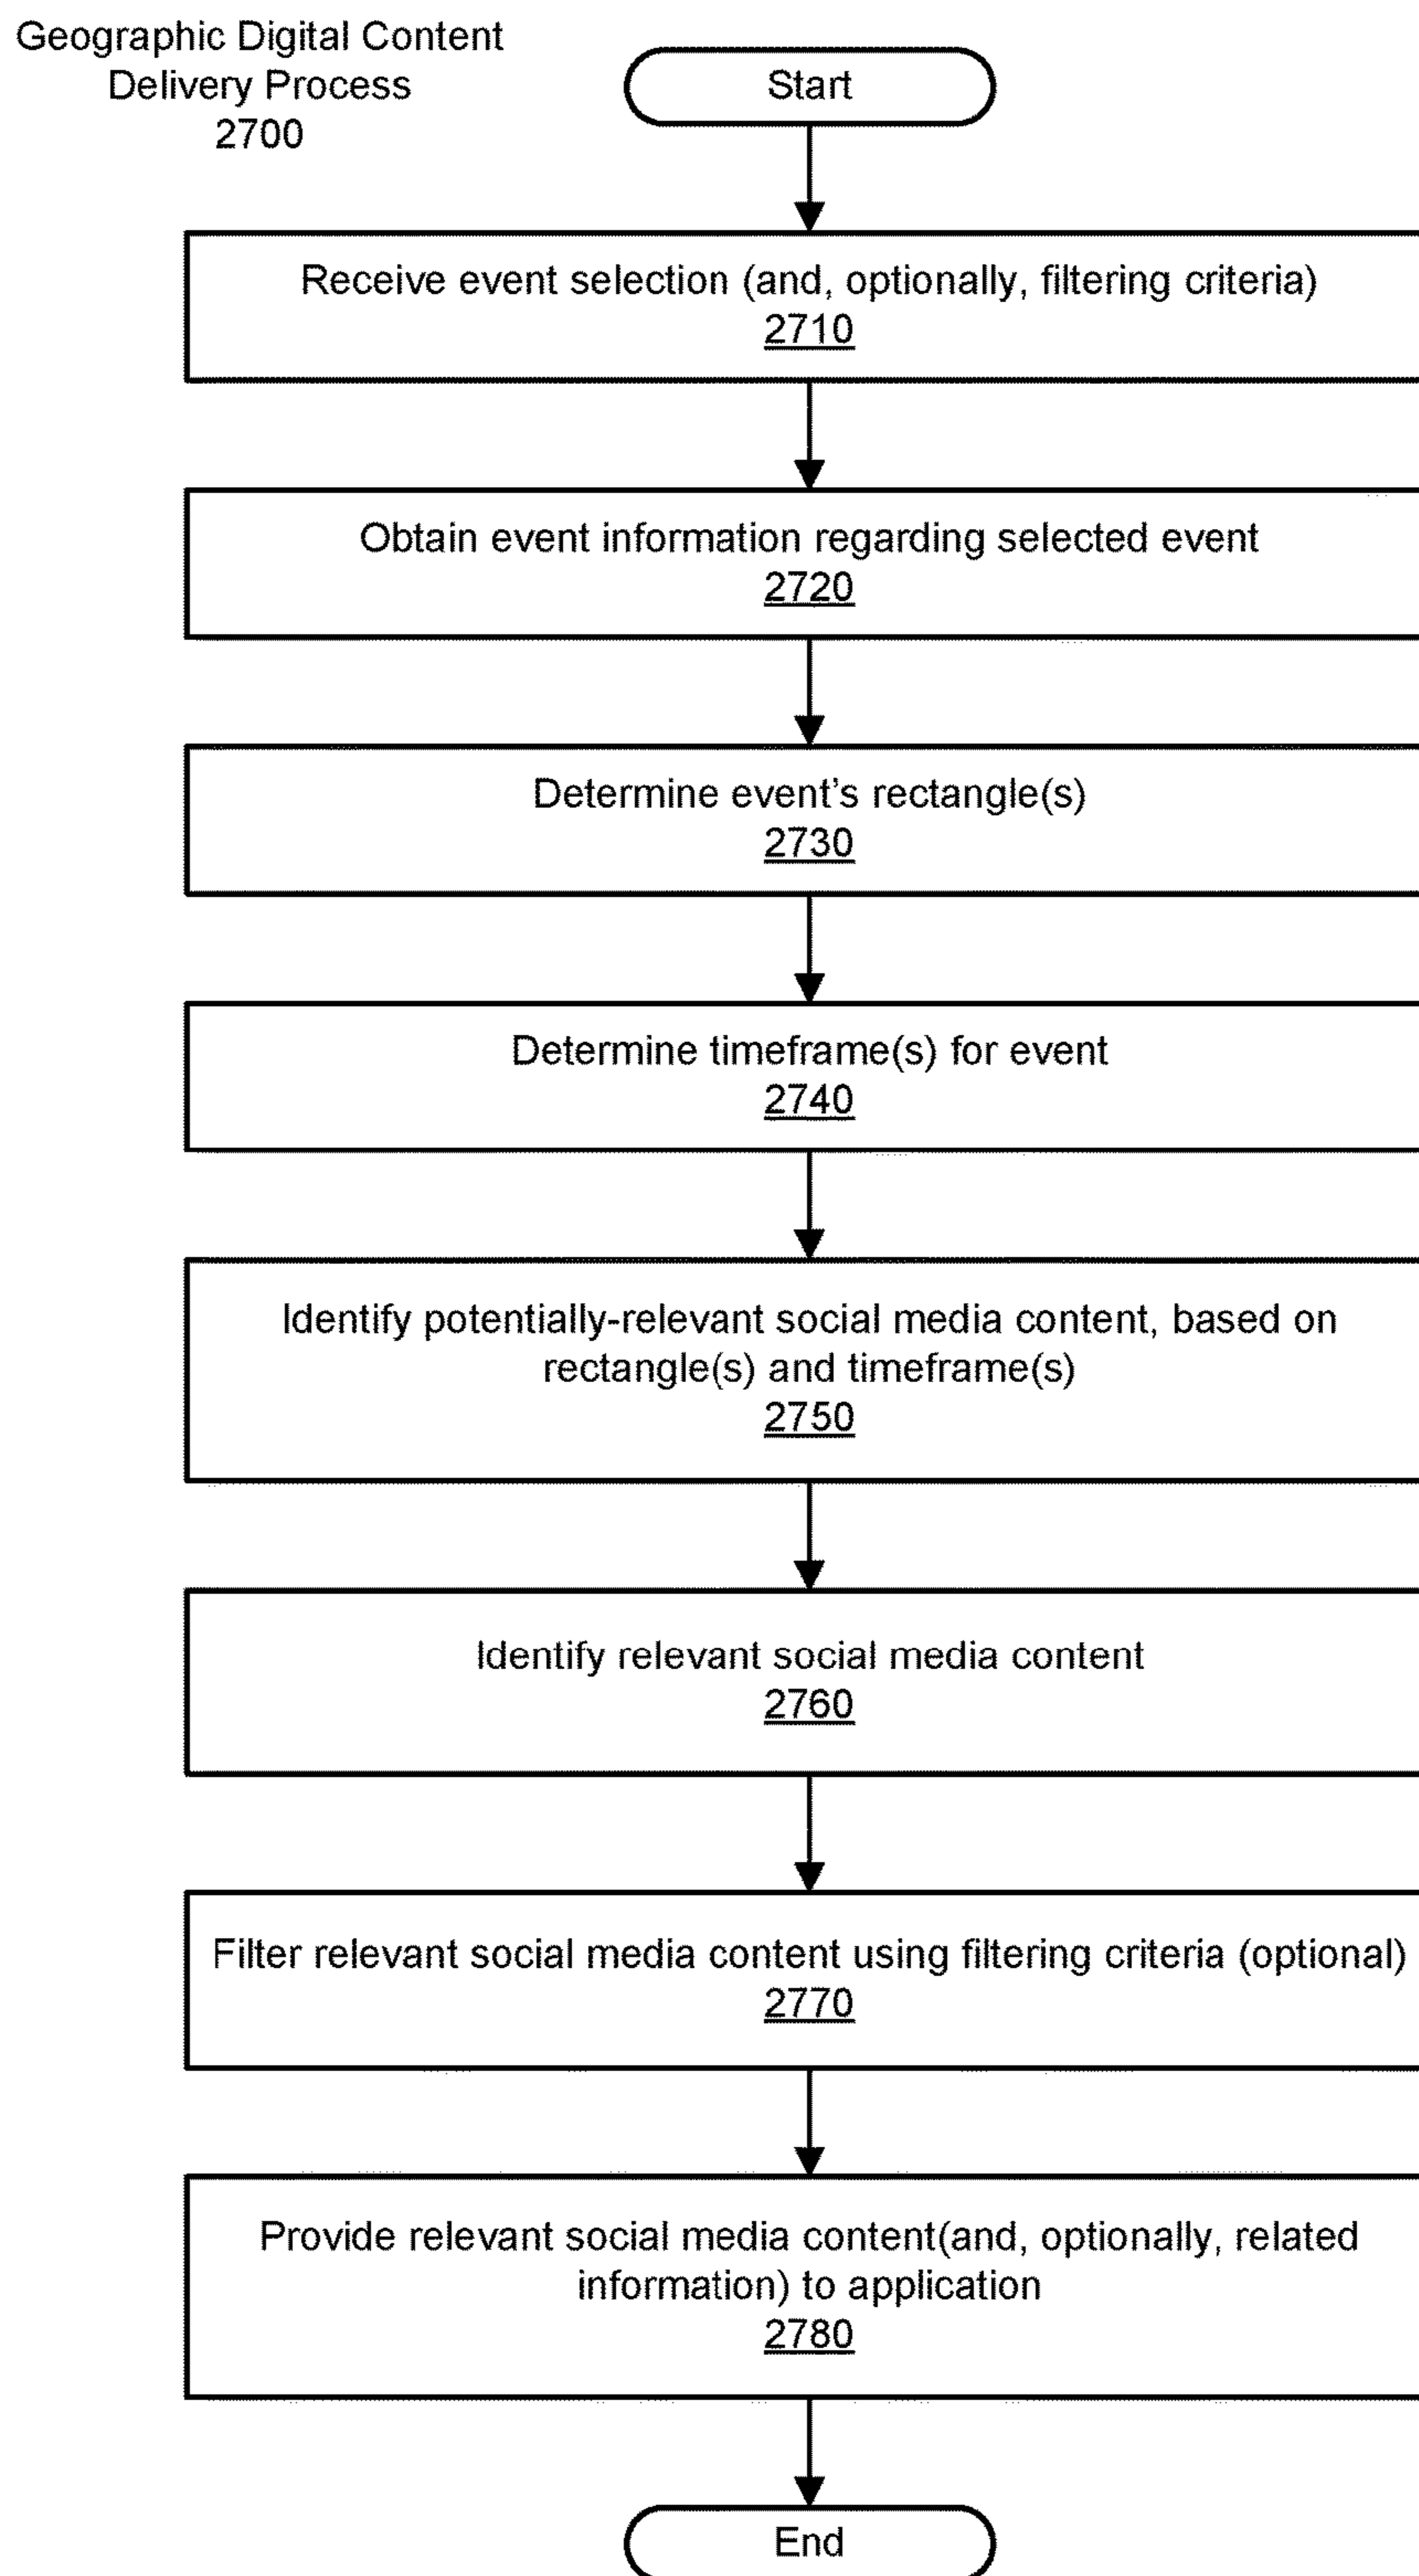 Geographic Digital Content
Delivery Process
2700
Start
Receive event selection (and, optionally, filtering criteria)
2710
Obtain event information regarding selected event
2720
Determine event's rectangle(s)
2730
Determine timeframe(s) for event
2740
Identify potentially-relevant social media content, based on
rectangle(s) and timeframe(s)
2750
Identify relevant social media content
2760
Filter relevant social media content using filtering criteria (optional)
2770
Provide relevant social media content(and, optionally, related
information) to application
2780
End